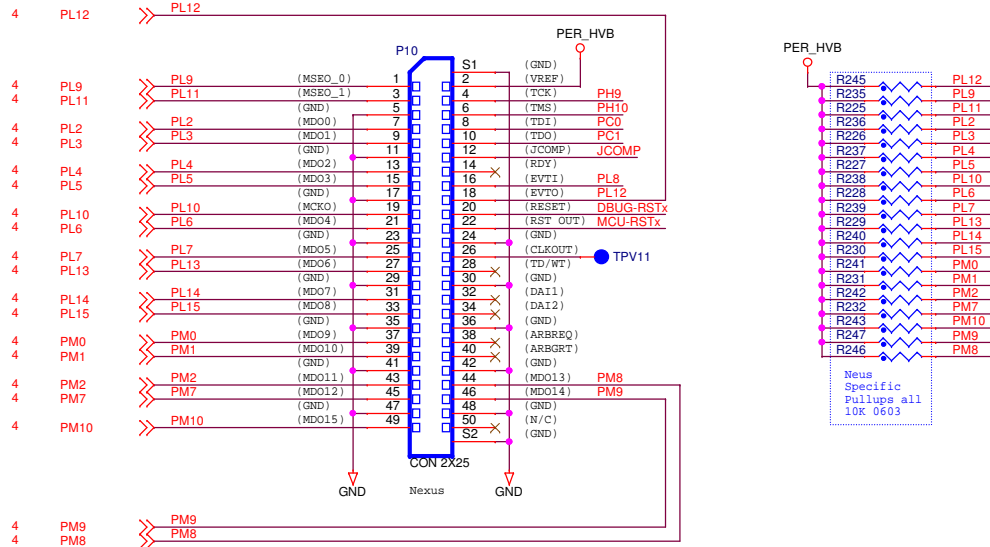 4 PL12 PL12
PER_HVB
P10
PER_HVB
S1 (GND)
4 PL9 PL9 (MSEO_0) 1 2 (VREF)
4 PL11 PL11 (MSEO_1) 3 4 (TCK) PH9
(GND) 5 6 (TMS) PH10
4 PL2 PL2 (MDO0) 7 8 (TDI) PC0
4 PL3 PL3 (MDO1) 9 10 (TDO) PC1
(GND) 11 12 (JCOMP) JCOMP
4 PL4 PL4 (MDO2) 13 14 (RDY)
4 PL5 PL5 (MDO3) 15 16 (EVTI) PL8
(GND) 17 18 (EVTO) PL12
4 PL10 PL10 (MCKO) 19 20 (RESET) DBUG-RSTx
4 PL6 PL6 (MDO4) 21 22 (RST OUT) MCU-RSTx
(GND) 23 24 (GND)
4 PL7 PL7 (MDO5) 25 26 (CLKOUT) TPV11
4 PL13 PL13 (MDO6) 27 28 (TD/WT)
(GND) 29 30 (GND)
4 PL14 PL14 (MDO7) 31 32 (DAI1)
4 PL15 PL15 (MDO8) 33 34 (DAI2)
(GND) 35 36 (GND)
4 PM0 PM0 (MDO9) 37 38 (ARBREQ)
4 PM1 PM1 (MDO10) 39 40 (ARBGRT)
(GND) 41 42 (GND)
4 PM2 PM2 (MDO11) 43 44 (MDO13) PM8
4 PM7 PM7 (MDO12) 45 46 (MDO14) PM9
(GND) 47 48 (GND)
4 PM10 PM10 (MDO15) 49 50 (N/C)
S2 (GND)
CON 2X25
GND Nexus GND
4 PM9 PM9
4 PM8 PM8
R245 PL12
R235 PL9
R225 PL11
R236 PL2
R226 PL3
R237 PL4
R227 PL5
R238 PL10
R228 PL6
R239 PL7
R229 PL13
R240 PL14
R230 PL15
R241 PM0
R231 PM1
R242 PM2
R232 PM7
R243 PM10
R247 PM9
R246 PM8
Neus
Specific
Pullups all
10K 0603